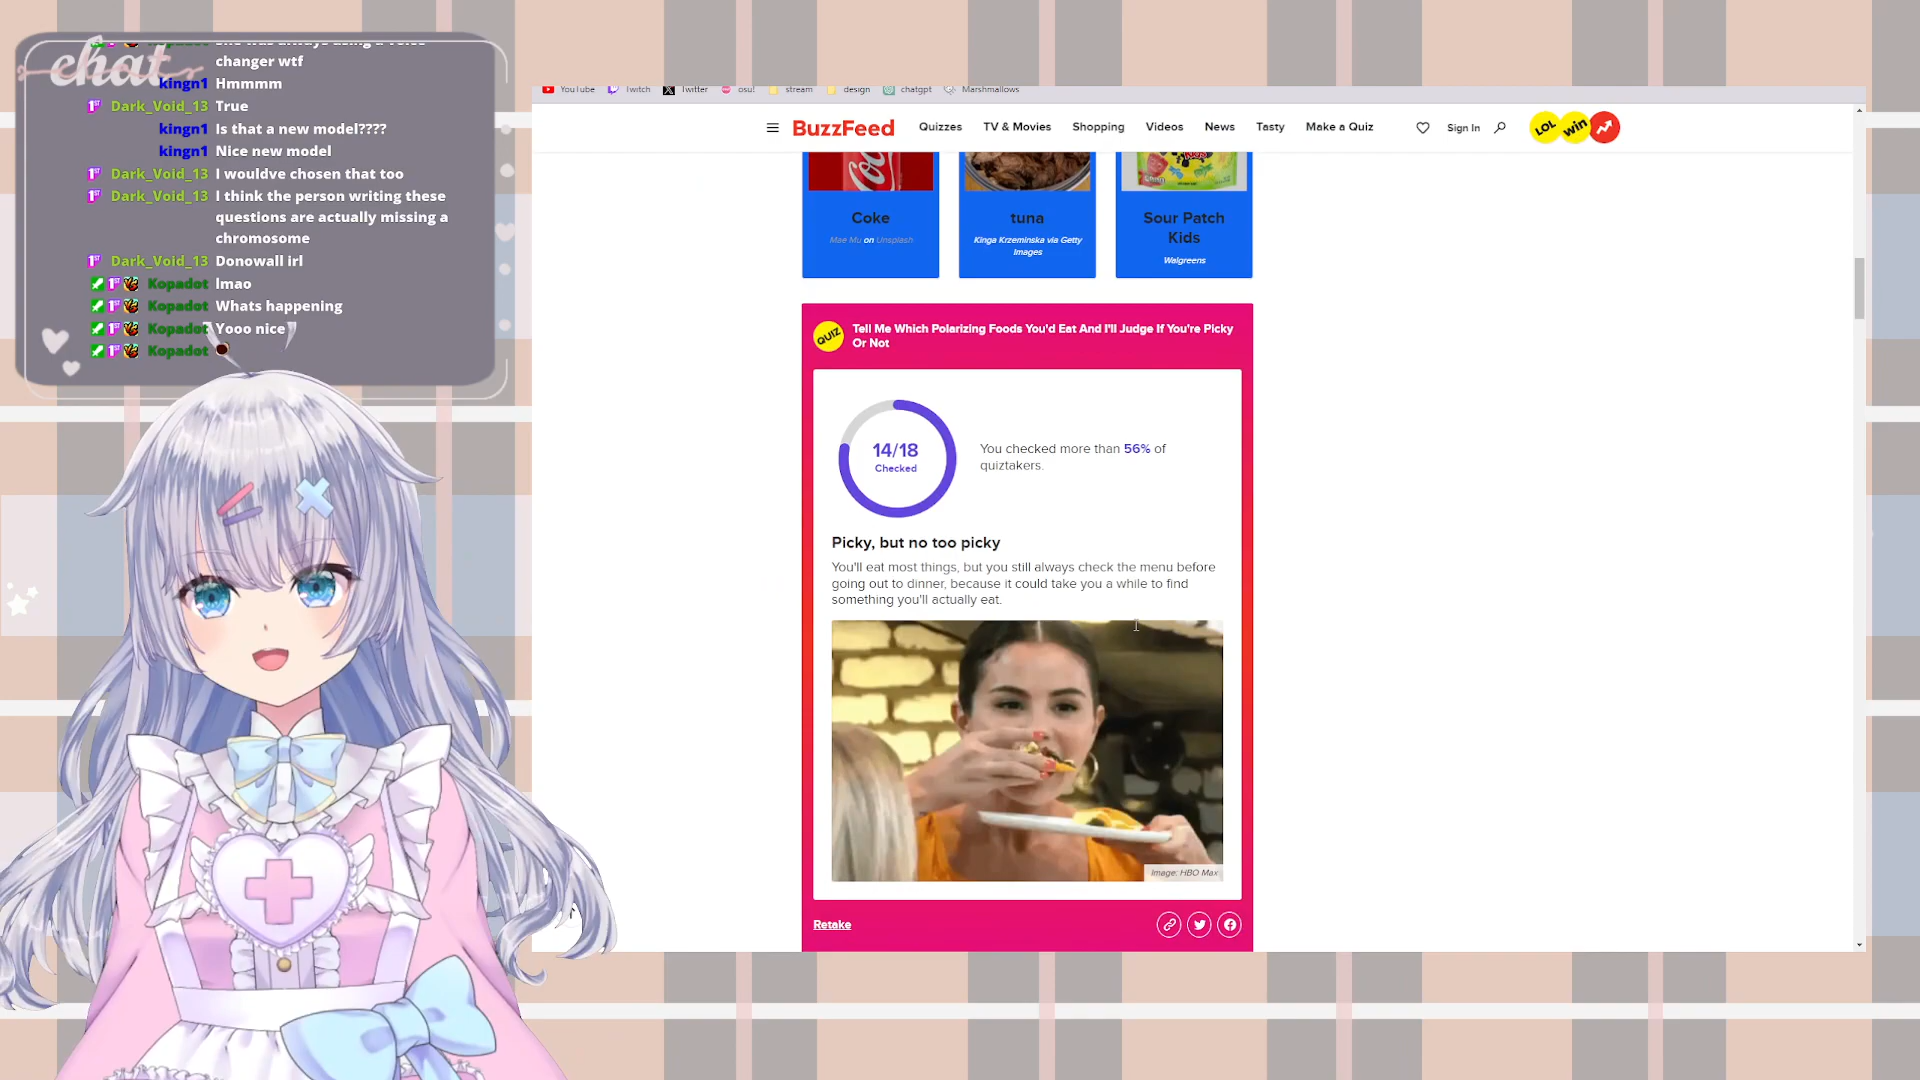 chat
changer wtf
kingn1 Hmmmm
Dark_Void_13 True
kingn1 Is that a new model????
kingn1 Nice new model
Dark_Void_13 I wouldve chosen that too
Dark_Void_13 I think the person writing these
questions are actually missing a
chromosome
Dark_Void_13 Donowall irl
Kopadot lmao
Kopadot Whats happening
Kopadot Yooo nice
Kopadot
YouTube Twitch Twitter osu! stream design chatgpt Marshmallows
BuzzFeed Quizzes TV & Movies Shopping Videos News Tasty Make a Quiz Sign In LOL win
Coke
Mae Mu on Unsplash
tuna
Kinga Krzeminska via Getty
Images
Sour Patch
Kids
Walgreens
QUIZ
Tell Me Which Polarizing Foods You'd Eat And I'll Judge If You're Picky
Or Not
14/18
Checked
You checked more than 56% of
quiztakers.
Picky, but no too picky
You'll eat most things, but you still always check the menu before
going out to dinner, because it could take you a while to find
something you'll actually eat.
Image: HBO Max
Retake